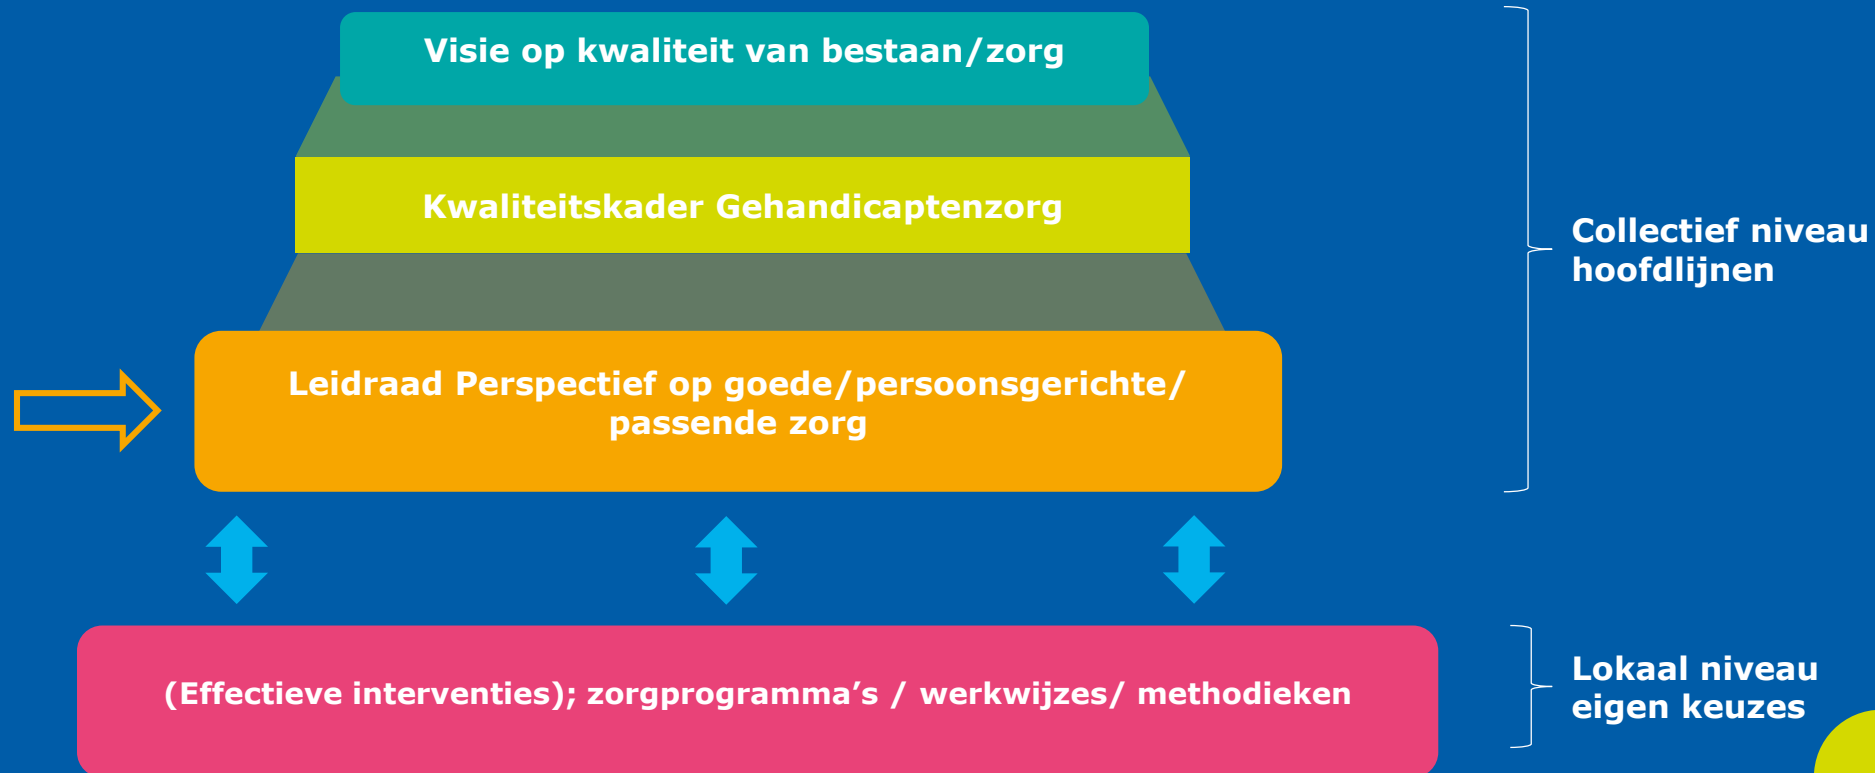 Visie op kwaliteit van bestaan/zorg
Kwaliteitskader Gehandicaptenzorg
Collectief niveau
hoofdlijnen
Leidraad Perspectief op goede/persoonsgerichte/
passende zorg
(Effectieve interventies); zorgprogramma’s / werkwijzes/ methodieken
Lokaal niveau
eigen keuzes